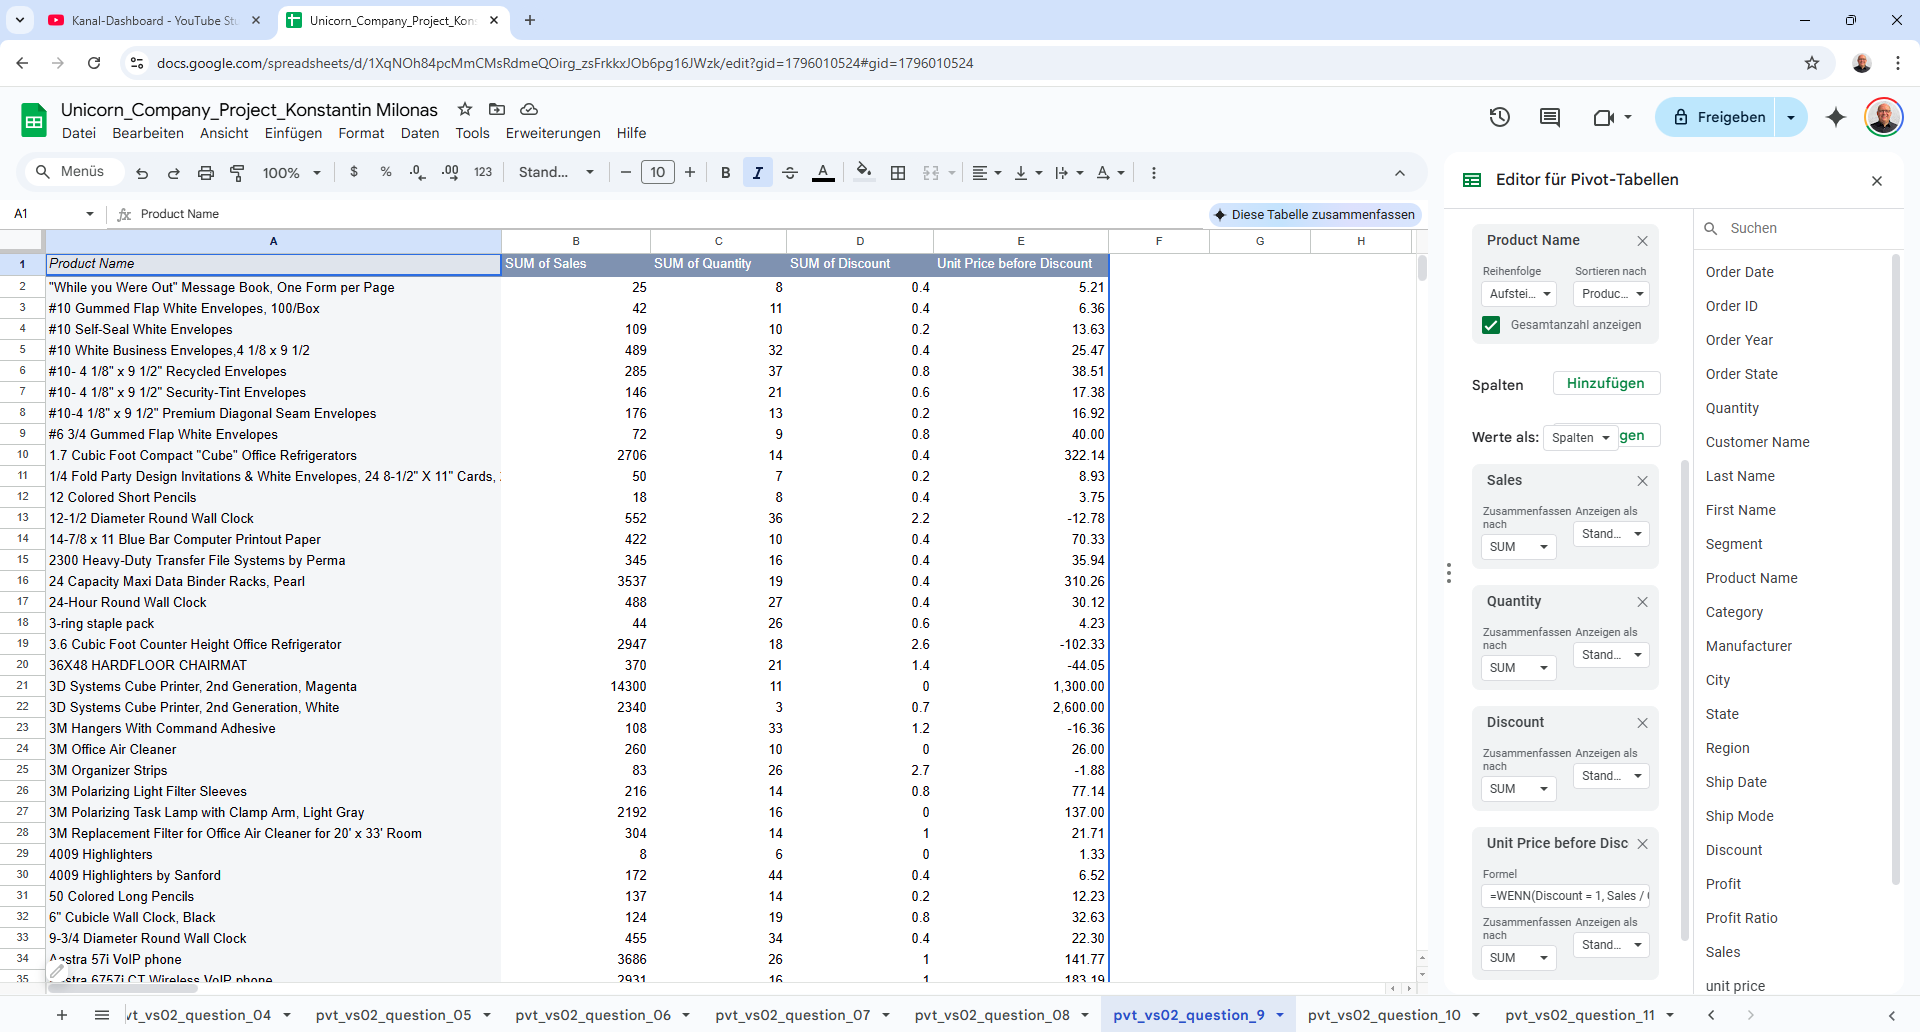 Kanal-Dashboard - YouTube Stu
Unicorn_Company_Project_Kons
docs.google.com/spreadsheets/d/1XqNOh84pcMmCMsRdmeQOirg_zsFrkkxJOb6pg16JWzk/edit?gid=1796010524#gid=1796010524
Unicorn_Company_Project_Konstantin Milonas
Datei Bearbeiten Ansicht Einfügen Format Daten Tools Erweiterungen Hilfe
Freigeben
Menüs 100% $ % .0 .00 123 Stand... 10 B I A
A1 fx Product Name
Diese Tabelle zusammenfassen
A B C D E F G H
1 Product Name SUM of Sales SUM of Quantity SUM of Discount Unit Price before Discount
2 "While you Were Out" Message Book, One Form per Page 25 8 0.4 5.21
3 #10 Gummed Flap White Envelopes, 100/Box 42 11 0.4 6.36
4 #10 Self-Seal White Envelopes 109 10 0.2 13.63
5 #10 White Business Envelopes,4 1/8 x 9 1/2 489 32 0.4 25.47
6 #10- 4 1/8" x 9 1/2" Recycled Envelopes 285 37 0.8 38.51
7 #10- 4 1/8" x 9 1/2" Security-Tint Envelopes 146 21 0.6 17.38
8 #10-4 1/8" x 9 1/2" Premium Diagonal Seam Envelopes 176 13 0.2 16.92
9 #6 3/4 Gummed Flap White Envelopes 72 9 0.8 40.00
10 1.7 Cubic Foot Compact "Cube" Office Refrigerators 2706 14 0.4 322.14
11 1/4 Fold Party Design Invitations & White Envelopes, 24 8-1/2" X 11" Cards, 50 7 0.2 8.93
12 12 Colored Short Pencils 18 8 0.4 3.75
13 12-1/2 Diameter Round Wall Clock 552 36 2.2 -12.78
14 14-7/8 x 11 Blue Bar Computer Printout Paper 422 10 0.4 70.33
15 2300 Heavy-Duty Transfer File Systems by Perma 345 16 0.4 35.94
16 24 Capacity Maxi Data Binder Racks, Pearl 3537 19 0.4 310.26
17 24-Hour Round Wall Clock 488 27 0.4 30.12
18 3-ring staple pack 44 26 0.6 4.23
19 3.6 Cubic Foot Counter Height Office Refrigerator 2947 18 2.6 -102.33
20 36X48 HARDFLOOR CHAIRMAT 370 21 1.4 -44.05
21 3D Systems Cube Printer, 2nd Generation, Magenta 14300 11 0 1,300.00
22 3D Systems Cube Printer, 2nd Generation, White 2340 3 0.7 2,600.00
23 3M Hangers With Command Adhesive 108 33 1.2 -16.36
24 3M Office Air Cleaner 260 10 0 26.00
25 3M Organizer Strips 83 26 2.7 -1.88
26 3M Polarizing Light Filter Sleeves 216 14 0.8 77.14
27 3M Polarizing Task Lamp with Clamp Arm, Light Gray 2192 16 0 137.00
28 3M Replacement Filter for Office Air Cleaner for 20' x 33' Room 304 14 1 21.71
29 4009 Highlighters 8 6 0 1.33
30 4009 Highlighters by Sanford 172 44 0.4 6.52
31 50 Colored Long Pencils 137 14 0.2 12.23
32 6" Cubicle Wall Clock, Black 124 19 0.8 32.63
33 9-3/4 Diameter Round Wall Clock 455 34 0.4 22.30
34 Aastra 57i VoIP phone 3686 26 1 141.77
35 Aastra 6757i CT Wireless VoIP phone 2931 16 1 183.19
Editor für Pivot-Tabellen
Product Name
Reihenfolge Sortieren nach
Aufstei... Produc...
Gesamtanzahl anzeigen
Spalten Hinzufügen
Werte als: Spalten gen
Sales
Zusammenfassen nach Anzeigen als
SUM Stand...
Quantity
Zusammenfassen nach Anzeigen als
SUM Stand...
Discount
Zusammenfassen nach Anzeigen als
SUM Stand...
Unit Price before Disc
Formel
=WENN(Discount = 1, Sales /
Zusammenfassen nach Anzeigen als
SUM Stand...
Suchen
Order Date
Order ID
Order Year
Order State
Quantity
Customer Name
Last Name
First Name
Segment
Product Name
Category
Manufacturer
City
State
Region
Ship Date
Ship Mode
Discount
Profit
Profit Ratio
Sales
unit price
vt_vs02_question_04 pvt_vs02_question_05 pvt_vs02_question_06 pvt_vs02_question_07 pvt_vs02_question_08 pvt_vs02_question_9 pvt_vs02_question_10 pvt_vs02_question_11